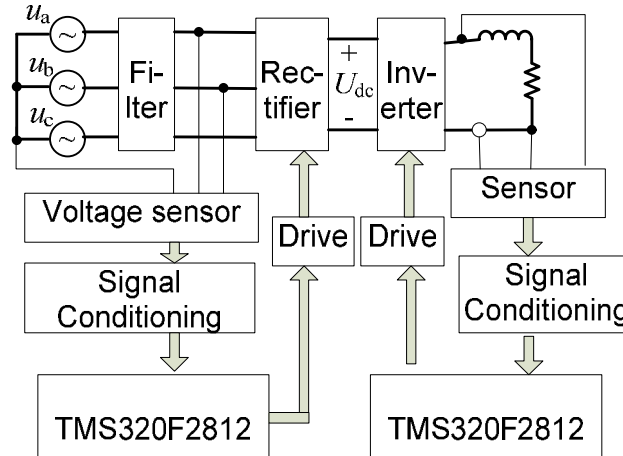 ua
ub
uc
~
~
~
Fi-
lter
Rec-
tifier
+
Udc
-
Inv-
erter
Voltage sensor
Drive
Drive
Sensor
Signal
Conditioning
Signal
Conditioning
TMS320F2812
TMS320F2812